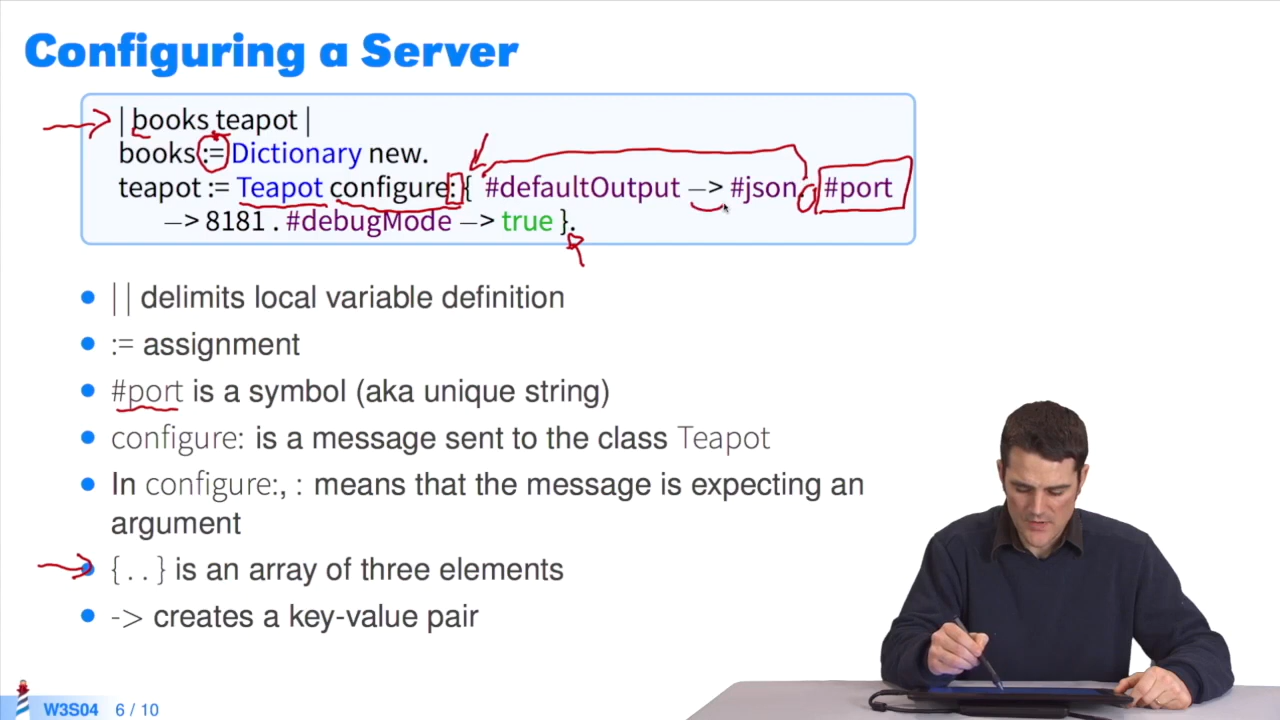 Configuring a Server
| books teapot |
books := Dictionary new.
teapot := Teapot configure: { #defaultOutput –> #json. #port
–> 8181 . #debugMode –> true }.
| | delimits local variable definition
:= assignment
#port is a symbol (aka unique string)
configure: is a message sent to the class Teapot
In configure:, : means that the message is expecting an
argument
{ . . } is an array of three elements
-> creates a key-value pair
W3S04 6 / 10